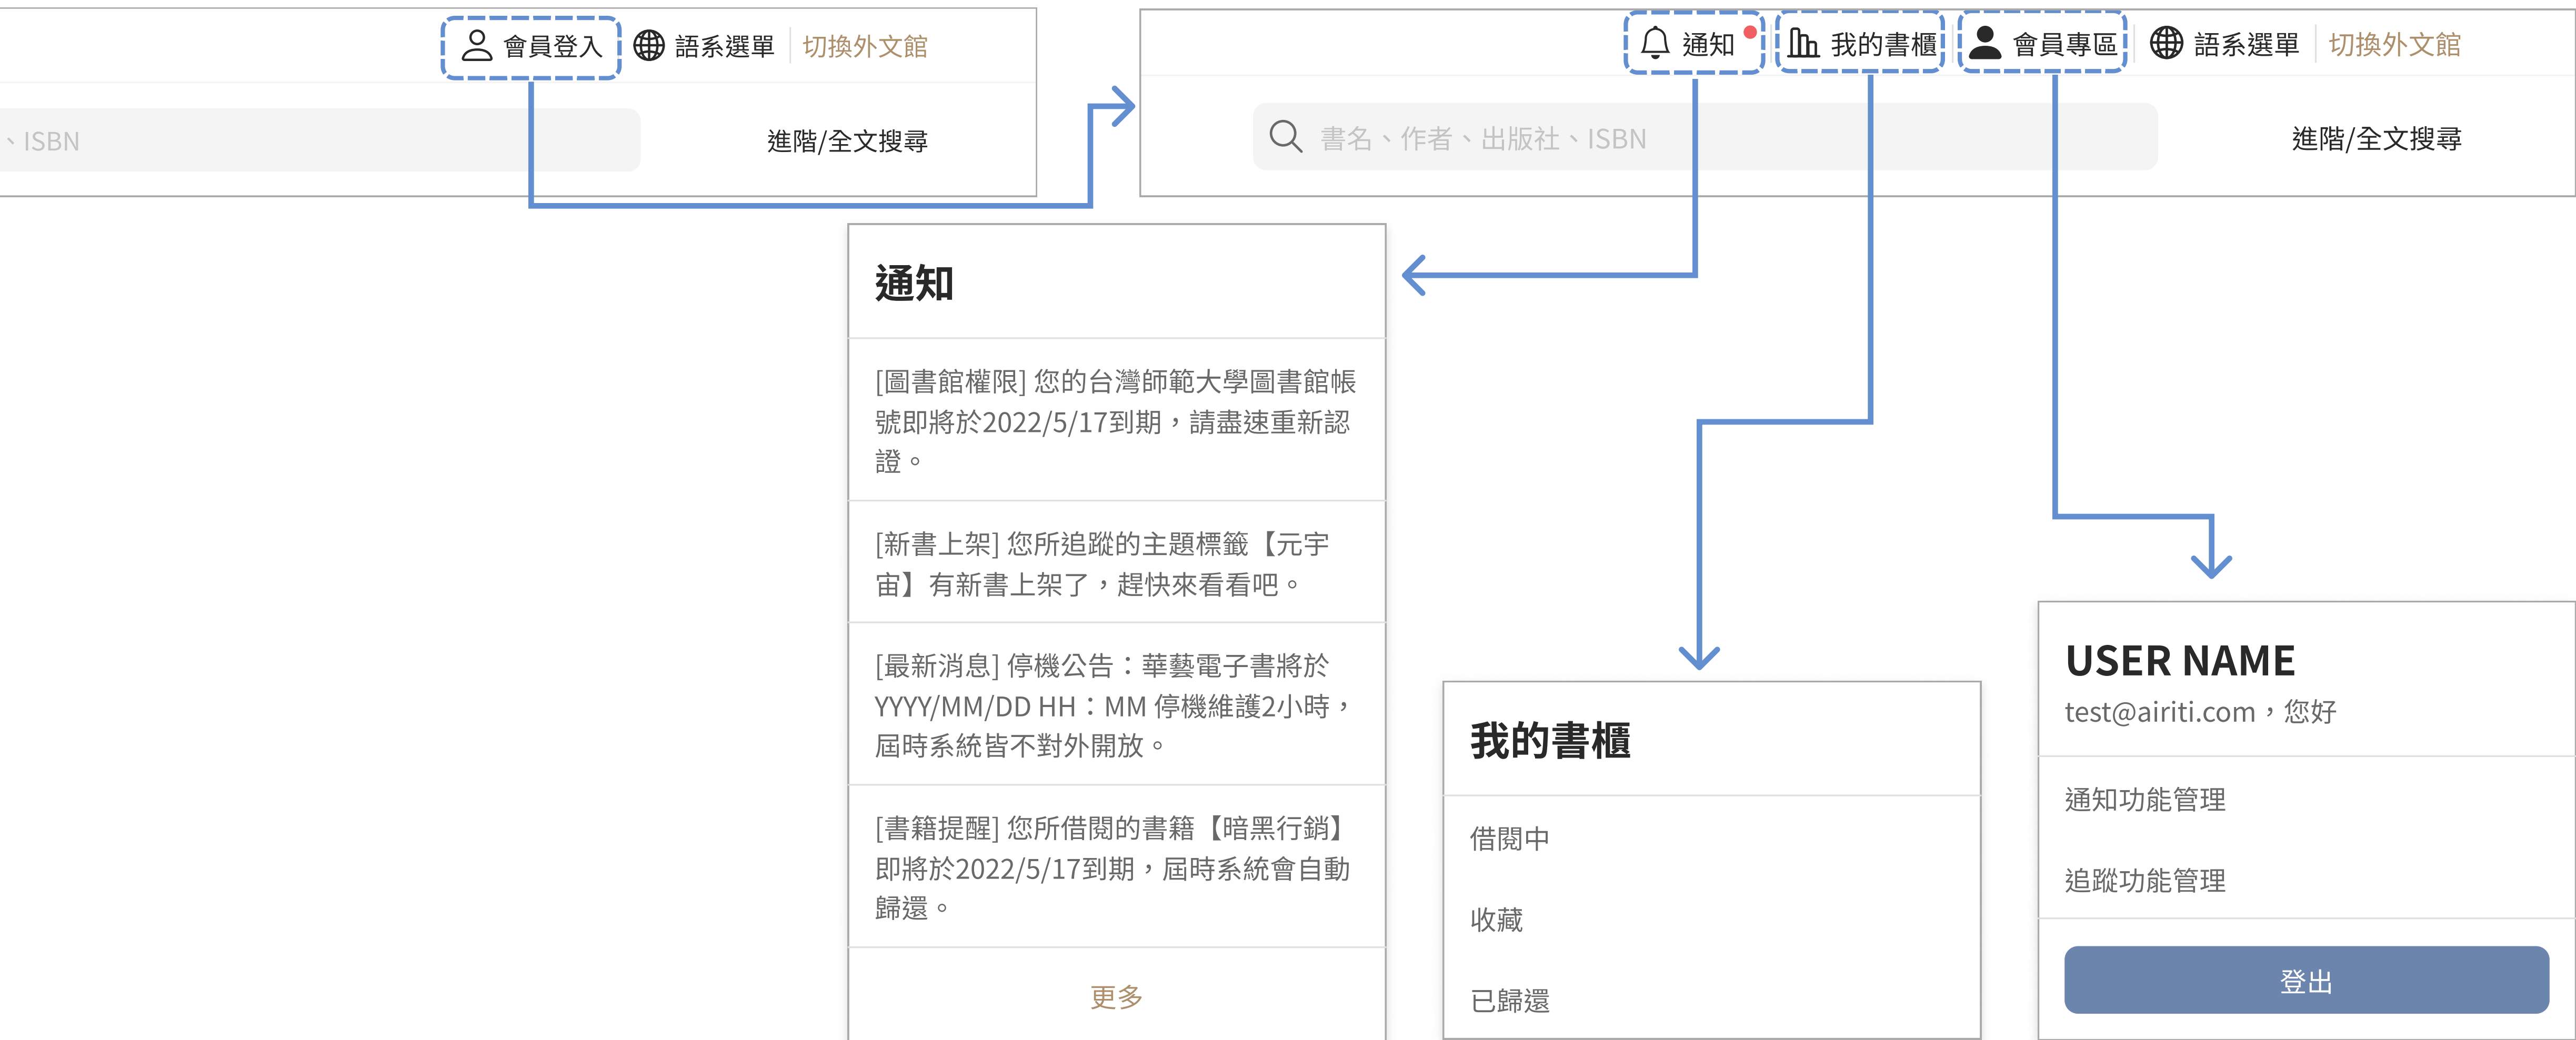 會員登入 語系選單 切換外文館
、ISBN 進階/全文搜尋
通知 我的書櫃 會員專區 語系選單 切換外文館
書名、作者、出版社、ISBN 進階/全文搜尋
通知
[圖書館權限] 您的台灣師範大學圖書館帳
號即將於2022/5/17到期，請盡速重新認
證。
[新書上架] 您所追蹤的主題標籤【元宇
宙】有新書上架了，趕快來看看吧。
[最新消息] 停機公告：華藝電子書將於
YYYY/MM/DD HH：MM 停機維護2小時，
屆時系統皆不對外開放。
[書籍提醒] 您所借閱的書籍【暗黑行銷】
即將於2022/5/17到期，屆時系統會自動
歸還。
更多
我的書櫃
借閱中
收藏
已歸還
USER NAME
test@airiti.com，您好
通知功能管理
追蹤功能管理
登出